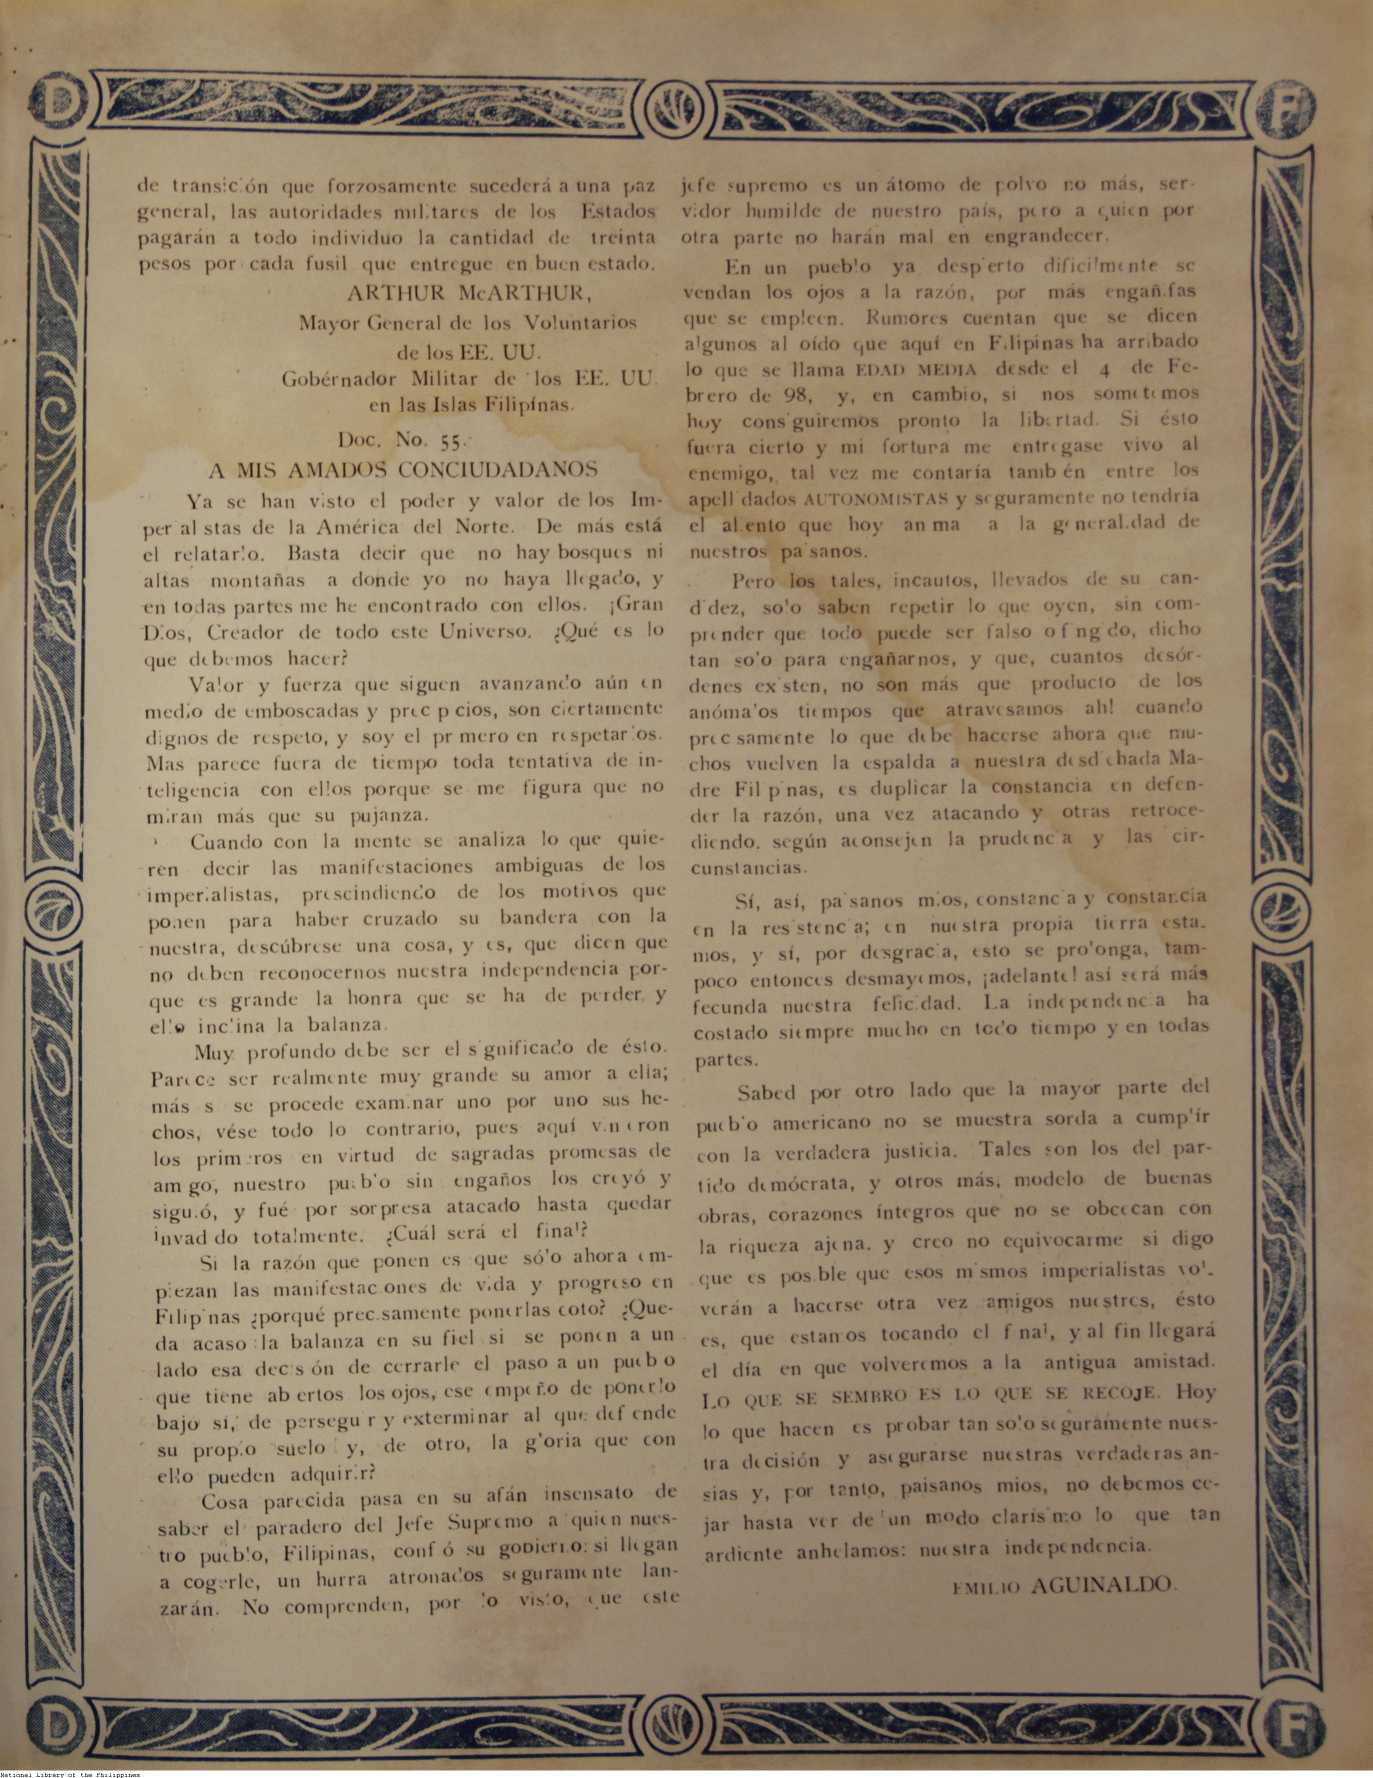 D
F
de transición que forzosamente sucederá a una paz
general, las autoridades militares de los Estados
pagarán a todo individuo la cantidad de treinta
pesos por cada fusil que entregue en buen estado.
ARTHUR McARTHUR,
Mayor General de los Voluntarios
de los EE. UU.
Gobérnador Militar de los EE. UU.
en las Islas Filipínas.
Doc. No. 55.
A MIS AMADOS CONCIUDADANOS
Ya se han visto el poder y valor de los Im-
perialistas de la América del Norte. De más está
el relatarlo. Basta decir que no hay bosques ni
altas montañas a donde yo no haya llegado, y
en todas partes me he encontrado con ellos. ¡Gran
Dios, Creador de todo este Universo. ¿Qué es lo
que debemos hacer?
Valor y fuerza que siguen avanzando aún en
medio de emboscadas y precipicios, son ciertamente
dignos de respeto, y soy el primero en respetarlos.
Mas parece fuera de tiempo toda tentativa de in-
teligencia con ellos porque se me figura que no
miran más que su pujanza.
Cuando con la mente se analiza lo que quie-
ren decir las manifestaciones ambiguas de los
imperialistas, prescindiendo de los motivos que
ponen para haber cruzado su bandera con la
nuestra, descúbrese una cosa, y es, que dicen que
no deben reconocernos nuestra independencia por-
que es grande la honra que se ha de perder, y
ello inclina la balanza.
Muy profundo debe ser el significado de ésto.
Parece ser realmente muy grande su amor a ella;
más si se procede examinar uno por uno sus he-
chos, vése todo lo contrario, pues aquí vinieron
los primeros en virtud de sagradas promesas de
amigo, nuestro pueblo sin engaños los creyó y
siguió, y fué por sorpresa atacado hasta quedar
invadido totalmente. ¿Cuál será el final?
Si la razón que ponen es que sólo ahora em-
piezan las manifestaciones de vida y progreso en
Filipinas ¿porqué precisamente ponerlas coto? ¿Que-
da acaso la balanza en su fiel si se ponen a un
lado esa decisión de cerrarle el paso a un pueblo
que tiene abiertos los ojos, ese empeño de ponerlo
bajo sí, de perseguir y exterminar al que defiende
su propio suelo y, de otro, la gloria que con
ello pueden adquirir?
Cosa parecida pasa en su afán insensato de
saber el paradero del Jefe Supremo a quien nues-
tro pueblo, Filipinas, confió su gobierno: si llegan
a cogerle, un hurra atronados seguramente lan-
zarán. No comprenden, por lo visto, que este
jefe supremo es un átomo de polvo no más, ser-
vidor humilde de nuestro país, pero a quien por
otra parte no harán mal en engrandecer.
En un pueblo ya despierto dificilmente se
vendan los ojos a la razón, por más engañifas
que se empleen. Rumores cuentan que se dicen
algunos al oído que aquí en Filipinas ha arribado
lo que se llama EDAD MEDIA desde el 4 de Fe-
brero de 98, y, en cambio, si nos sometemos
hoy conseguiremos pronto la libertad. Si ésto
fuera cierto y mi fortuna me entregase vivo al
enemigo, tal vez me contaría también entre los
apellidados AUTONOMISTAS y seguramente no tendría
el aliento que hoy anima a la generalidad de
nuestros paisanos.
Pero los tales, incautos, llevados de su can-
didez, solo saben repetir lo que oyen, sin com-
prender que todo puede ser falso o fingido, dicho
tan solo para engañarnos, y que, cuantos desór-
denes existen, no son más que producto de los
anómalos tiempos que atravesamos ah! cuando
precisamente lo que debe hacerse ahora que mu-
chos vuelven la espalda a nuestra desdichada Ma-
dre Filipinas, es duplicar la constancia en defen-
der la razón, una vez atacando y otras retroce-
diendo, según aconsejen la prudencia y las cir-
cunstancias.
Sí, así, paisanos mios, constancia y constancia
en la resistencia; en nuestra propia tierra esta-
mos, y sí, por desgracia, esto se prolonga, tam-
poco entonces desmayemos, ¡adelante! así será más
fecunda nuestra felicidad. La independencia ha
costado siempre mucho en todo tiempo y en todas
partes.
Sabed por otro lado que la mayor parte del
pueblo americano no se muestra sorda a cumplir
con la verdadera justicia. Tales son los del par-
tido demócrata, y otros más, modelo de buenas
obras, corazones íntegros que no se obcecan con
la riqueza ajena, y creo no equivocarme si digo
que es posible que esos mismos imperialistas vol-
verán a hacerse otra vez amigos nuestros, ésto
es, que estamos tocando el final, y al fin llegará
el día en que volveremos a la antigua amistad.
LO QUE SE SEMBRO ES LO QUE SE RECOJE. Hoy
lo que hacen es probar tan solo seguramente nues-
tra decisión y asegurarse nuestras verdaderas an-
sias y, por tanto, paisanos mios, no debemos ce-
jar hasta ver de un modo clarisimo lo que tan
ardiente anhelamos: nuestra independencia.
EMILIO AGUINALDO.
D
F
National Library of the Philippines